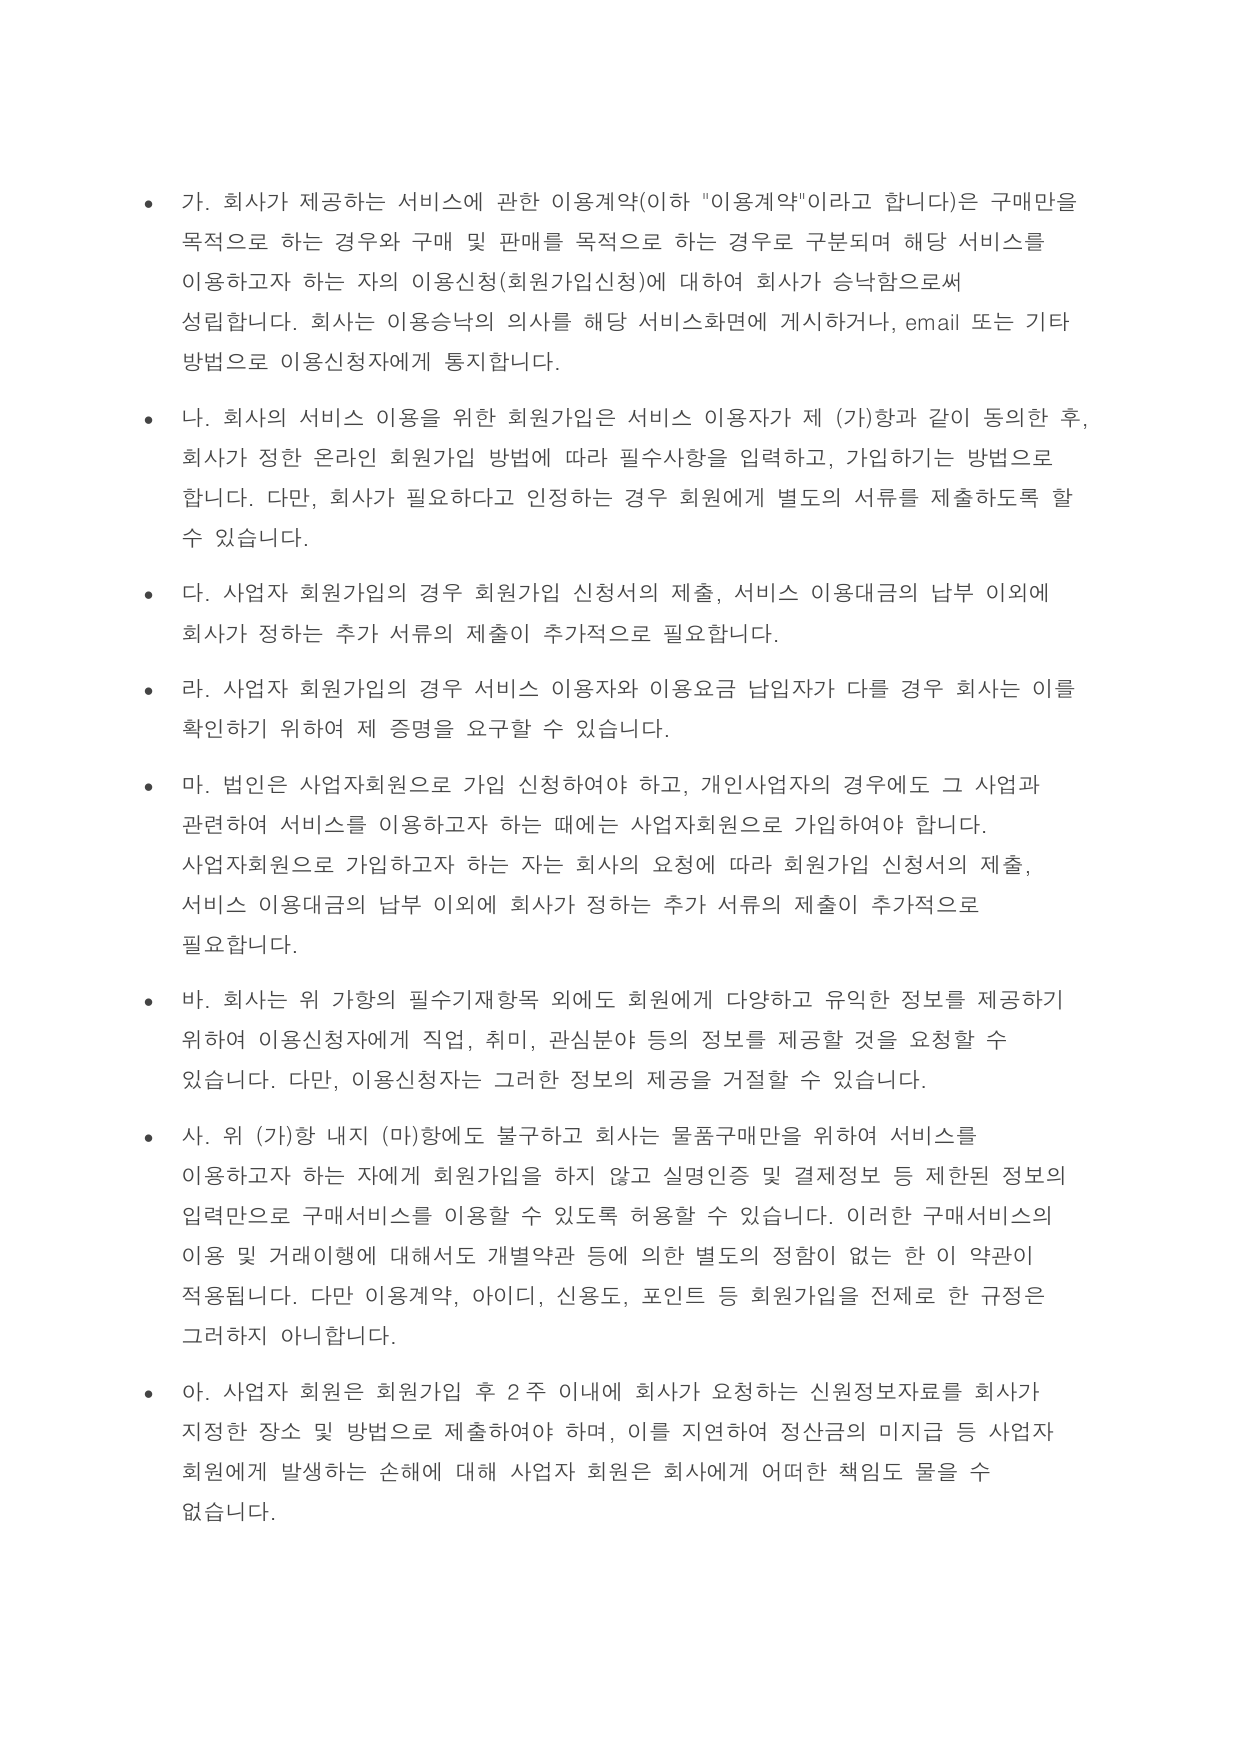 • 가. 회사가 제공하는 서비스에 관한 이용계약(이하 "이용계약"이라고 합니다)은 구매만을
목적으로 하는 경우와 구매 및 판매를 목적으로 하는 경우로 구분되며 해당 서비스를
이용하고자 하는 자의 이용신청(회원가입신청)에 대하여 회사가 승낙함으로써
성립합니다. 회사는 이용승낙의 의사를 해당 서비스화면에 게시하거나, email 또는 기타
방법으로 이용신청자에게 통지합니다.
• 나. 회사의 서비스 이용을 위한 회원가입은 서비스 이용자가 제 (가)항과 같이 동의한 후,
회사가 정한 온라인 회원가입 방법에 따라 필수사항을 입력하고, 가입하기는 방법으로
합니다. 다만, 회사가 필요하다고 인정하는 경우 회원에게 별도의 서류를 제출하도록 할
수 있습니다.
• 다. 사업자 회원가입의 경우 회원가입 신청서의 제출, 서비스 이용대금의 납부 이외에
회사가 정하는 추가 서류의 제출이 추가적으로 필요합니다.
• 라. 사업자 회원가입의 경우 서비스 이용자와 이용요금 납입자가 다를 경우 회사는 이를
확인하기 위하여 제 증명을 요구할 수 있습니다.
• 마. 법인은 사업자회원으로 가입 신청하여야 하고, 개인사업자의 경우에도 그 사업과
관련하여 서비스를 이용하고자 하는 때에는 사업자회원으로 가입하여야 합니다.
사업자회원으로 가입하고자 하는 자는 회사의 요청에 따라 회원가입 신청서의 제출,
서비스 이용대금의 납부 이외에 회사가 정하는 추가 서류의 제출이 추가적으로
필요합니다.
• 바. 회사는 위 가항의 필수기재항목 외에도 회원에게 다양하고 유익한 정보를 제공하기
위하여 이용신청자에게 직업, 취미, 관심분야 등의 정보를 제공할 것을 요청할 수
있습니다. 다만, 이용신청자는 그러한 정보의 제공을 거절할 수 있습니다.
• 사. 위 (가)항 내지 (마)항에도 불구하고 회사는 물품구매만을 위하여 서비스를
이용하고자 하는 자에게 회원가입을 하지 않고 실명인증 및 결제정보 등 제한된 정보의
입력만으로 구매서비스를 이용할 수 있도록 허용할 수 있습니다. 이러한 구매서비스의
이용 및 거래이행에 대해서도 개별약관 등에 의한 별도의 정함이 없는 한 이 약관이
적용됩니다. 다만 이용계약, 아이디, 신용도, 포인트 등 회원가입을 전제로 한 규정은
그러하지 아니합니다.
• 아. 사업자 회원은 회원가입 후 2 주 이내에 회사가 요청하는 신원정보자료를 회사가
지정한 장소 및 방법으로 제출하여야 하며, 이를 지연하여 정산금의 미지급 등 사업자
회원에게 발생하는 손해에 대해 사업자 회원은 회사에게 어떠한 책임도 물을 수
없습니다.